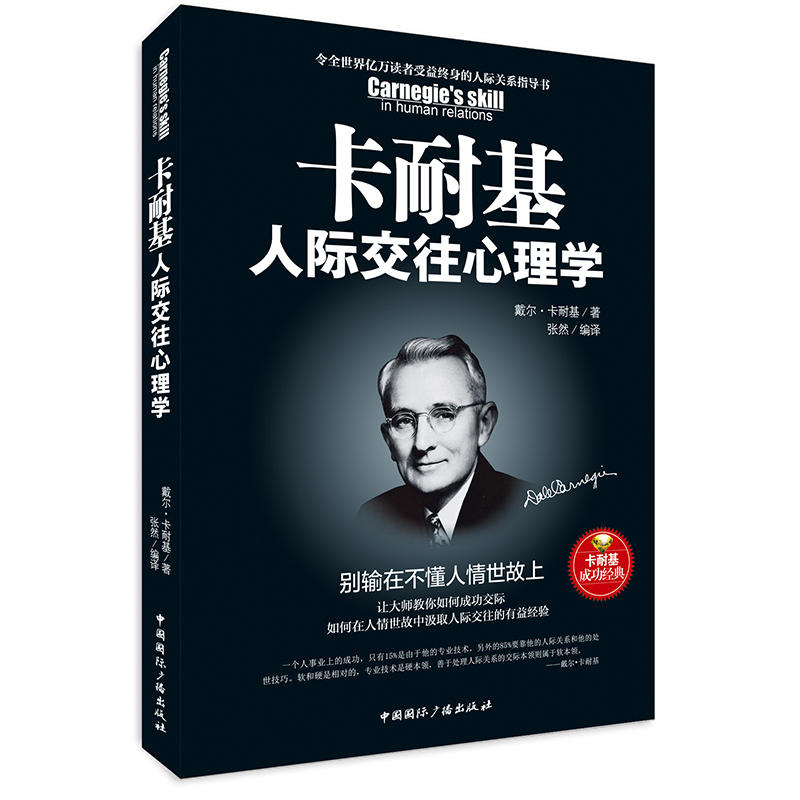 Carnegie's skill
in human relations
卡耐基人际交往心理学
戴尔·卡耐基/著
张然/编译
中国国际广播出版社
令全世界亿万读者受益终身的人际关系指导书
Carnegie's skill
in human relations
卡耐基
人际交往心理学
戴尔·卡耐基/著
张然/编译
DaleCarnegie
卡耐基
成功经典
别输在不懂人情世故上
让大师教你如何成功交际
如何在人情世故中汲取人际交往的有益经验
一个人事业上的成功，只有15%是由于他的专业技术，另外的85%要靠他的人际关系和他的处
世技巧。软和硬是相对的，专业技术是硬本领，善于处理人际关系的交际本领则属于软本领。
——戴尔·卡耐基
中国国际广播出版社